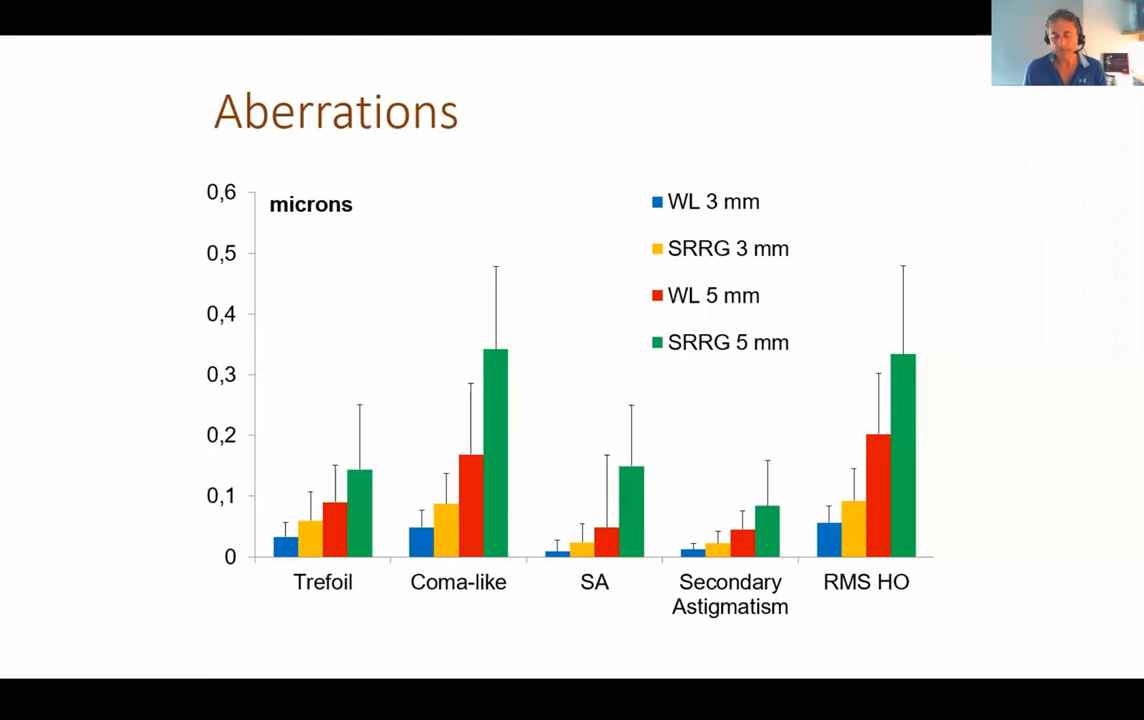 Aberrations
0,6
microns
0,5
0,4
0,3
0,2
0,1
0
WL 3 mm
SRRG 3 mm
WL 5 mm
SRRG 5 mm
Trefoil
Coma-like
SA
Secondary
Astigmatism
RMS HO